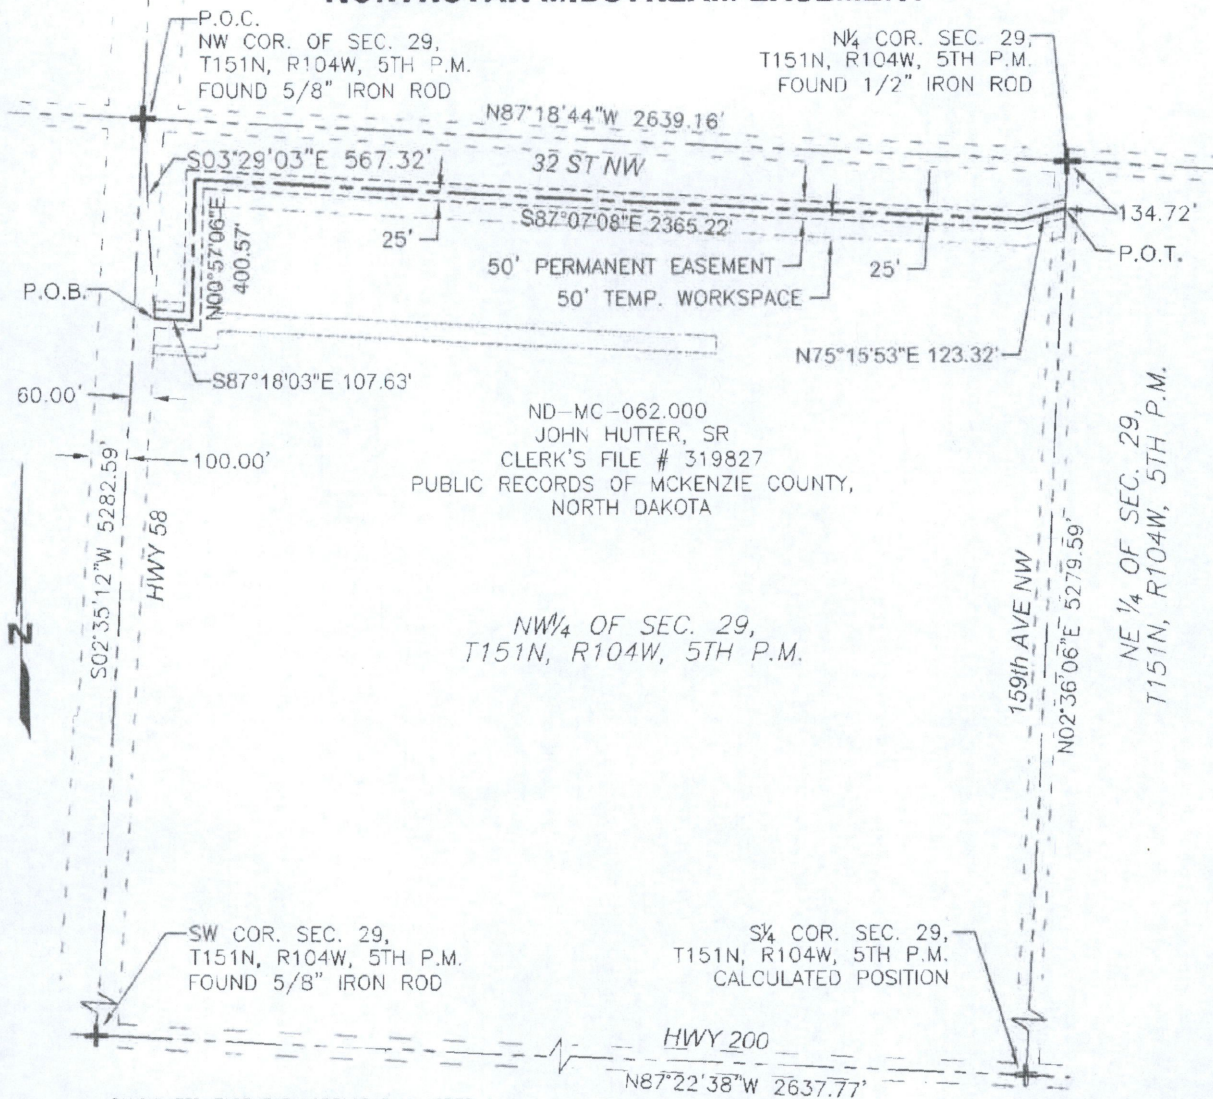 P.O.C.
NW COR. OF SEC. 29,
T151N, R104W, 5TH P.M.
FOUND 5/8" IRON ROD
N¼ COR. SEC. 29,
T151N, R104W, 5TH P.M.
FOUND 1/2" IRON ROD
N87°18'44"W 2639.16'
S03°29'03"E 567.32'
32 ST NW
S87°07'08"E 2365.22'
134.72'
P.O.T.
25'
50' PERMANENT EASEMENT
25'
50' TEMP. WORKSPACE
N00°57'06"E
400.57'
P.O.B.
N75°15'53"E 123.32'
S87°18'03"E 107.63'
60.00'
100.00'
ND-MC-062.000
JOHN HUTTER, SR
CLERK'S FILE # 319827
PUBLIC RECORDS OF MCKENZIE COUNTY,
NORTH DAKOTA
S02°35'12"W 5282.59'
HWY 58
N
NW¼ OF SEC. 29,
T151N, R104W, 5TH P.M.
159th AVE NW
N02°36'06"E 5279.59'
NE ¼ OF SEC. 29,
T151N, R104W, 5TH P.M.
SW COR. SEC. 29,
T151N, R104W, 5TH P.M.
FOUND 5/8" IRON ROD
S¼ COR. SEC. 29,
T151N, R104W, 5TH P.M.
CALCULATED POSITION
HWY 200
N87°22'38"W 2637.77'